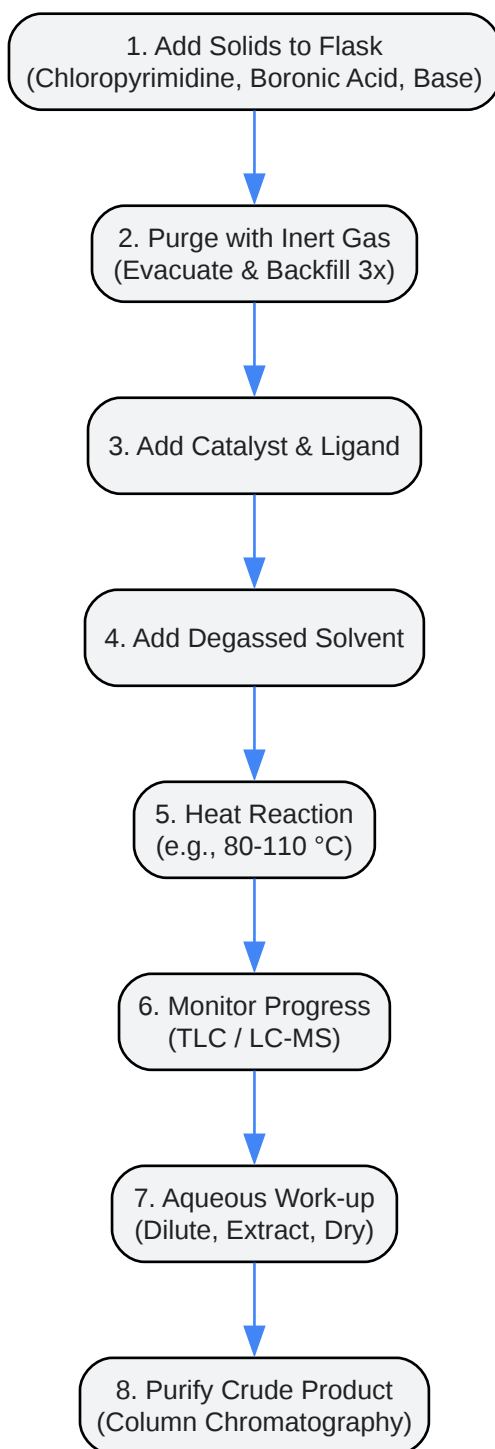 1. Add Solids to Flask
(Chloropyrimidine, Boronic Acid, Base)
2. Purge with Inert Gas
(Evacuate & Backfill 3x)
3. Add Catalyst & Ligand
4. Add Degassed Solvent
5. Heat Reaction
(e.g., 80-110 °C)
6. Monitor Progress
(TLC / LC-MS)
7. Aqueous Work-up
(Dilute, Extract, Dry)
8. Purify Crude Product
(Column Chromatography)